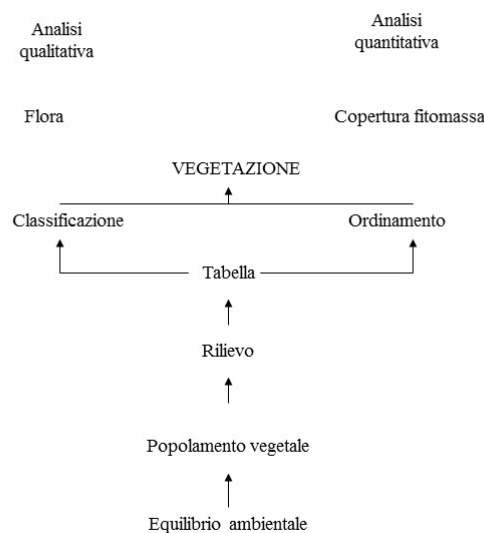 Analisi
qualitativa
Analisi
quantitativa
Flora
Copertura fitomassa
VEGETAZIONE
Classificazione
Ordinamento
Tabella
Rilievo
Popolamento vegetale
Equilibrio ambientale